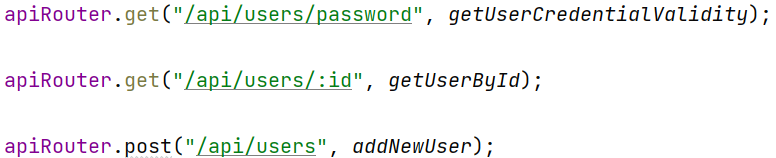 apiRouter.get("/api/users/password", getUserCredentialValidity);
apiRouter.get("/api/users/:id", getUserById);
apiRouter.post("/api/users", addNewUser);